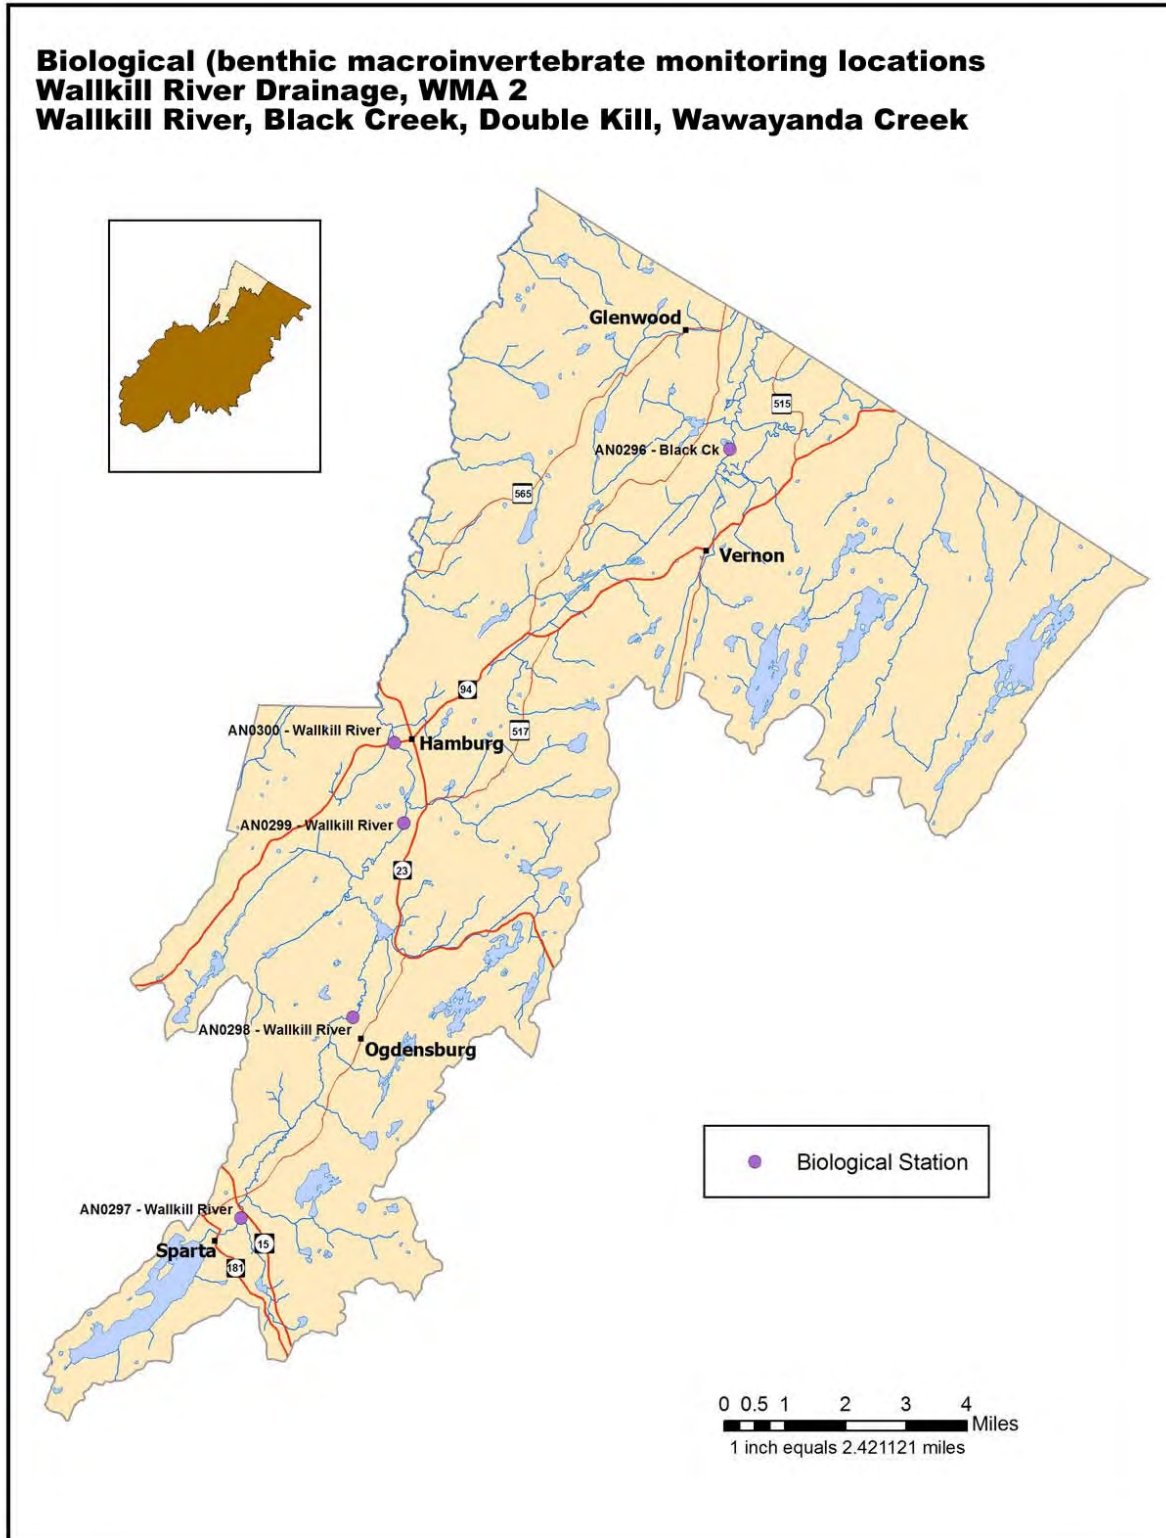 Biological (benthic macroinvertebrate monitoring locations
Wallkill River Drainage, WMA 2
Wallkill River, Black Creek, Double Kill, Wawayanda Creek
Glenwood
515
AN0296 - Black Ck
565
Vernon
94
AN0300 - Wallkill River
517
Hamburg
AN0299 - Wallkill River
23
AN0298 - Wallkill River
Ogdensburg
Biological Station
AN0297 - Wallkill River
Sparta
15
181
0 0.5 1 2 3 4
Miles
1 inch equals 2.421121 miles